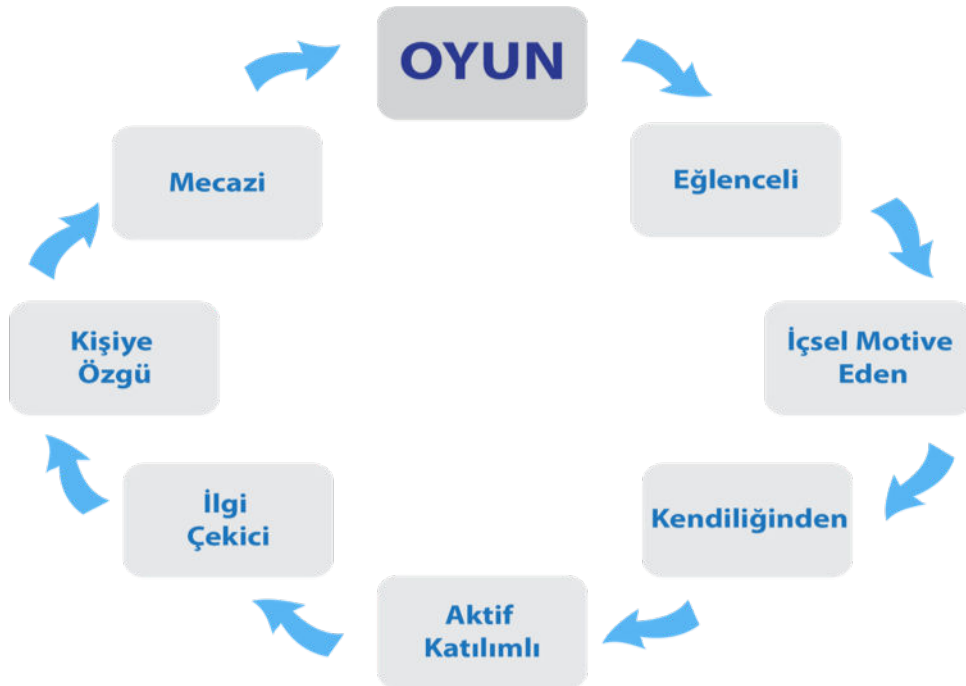 OYUN
Eğlenceli
İçsel Motive
Eden
Kendiliğinden
Aktif
Katılımlı
İlgi
Çekici
Kişiye
Özgü
Mecazi